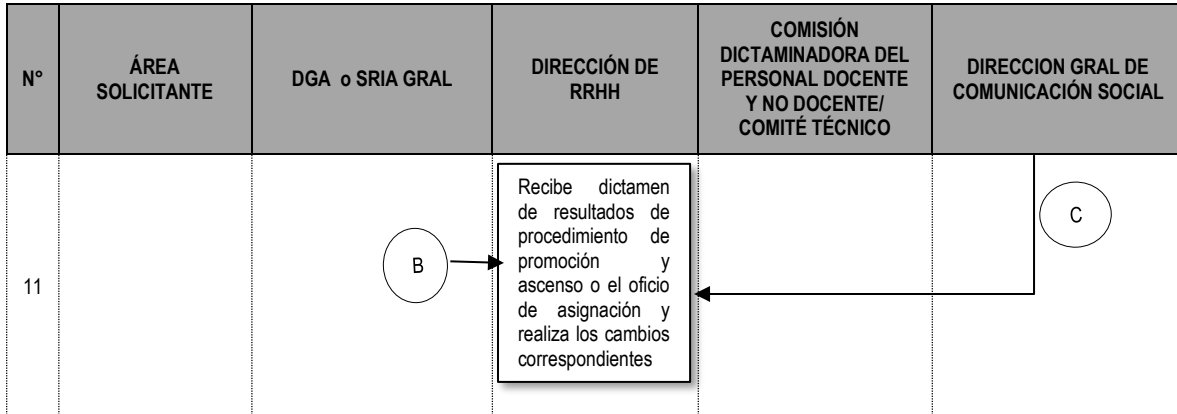 N°
ÁREA
SOLICITANTE
DGA o SRIA GRAL
DIRECCIÓN DE
RRHH
COMISIÓN
DICTAMINADORA DEL
PERSONAL DOCENTE
Y NO DOCENTE/
COMITÉ TÉCNICO
DIRECCION GRAL DE
COMUNICACIÓN SOCIAL
11
B
Recibe dictamen
de resultados de
procedimiento de
promoción y
ascenso o el oficio
de asignación y
realiza los cambios
correspondientes
C